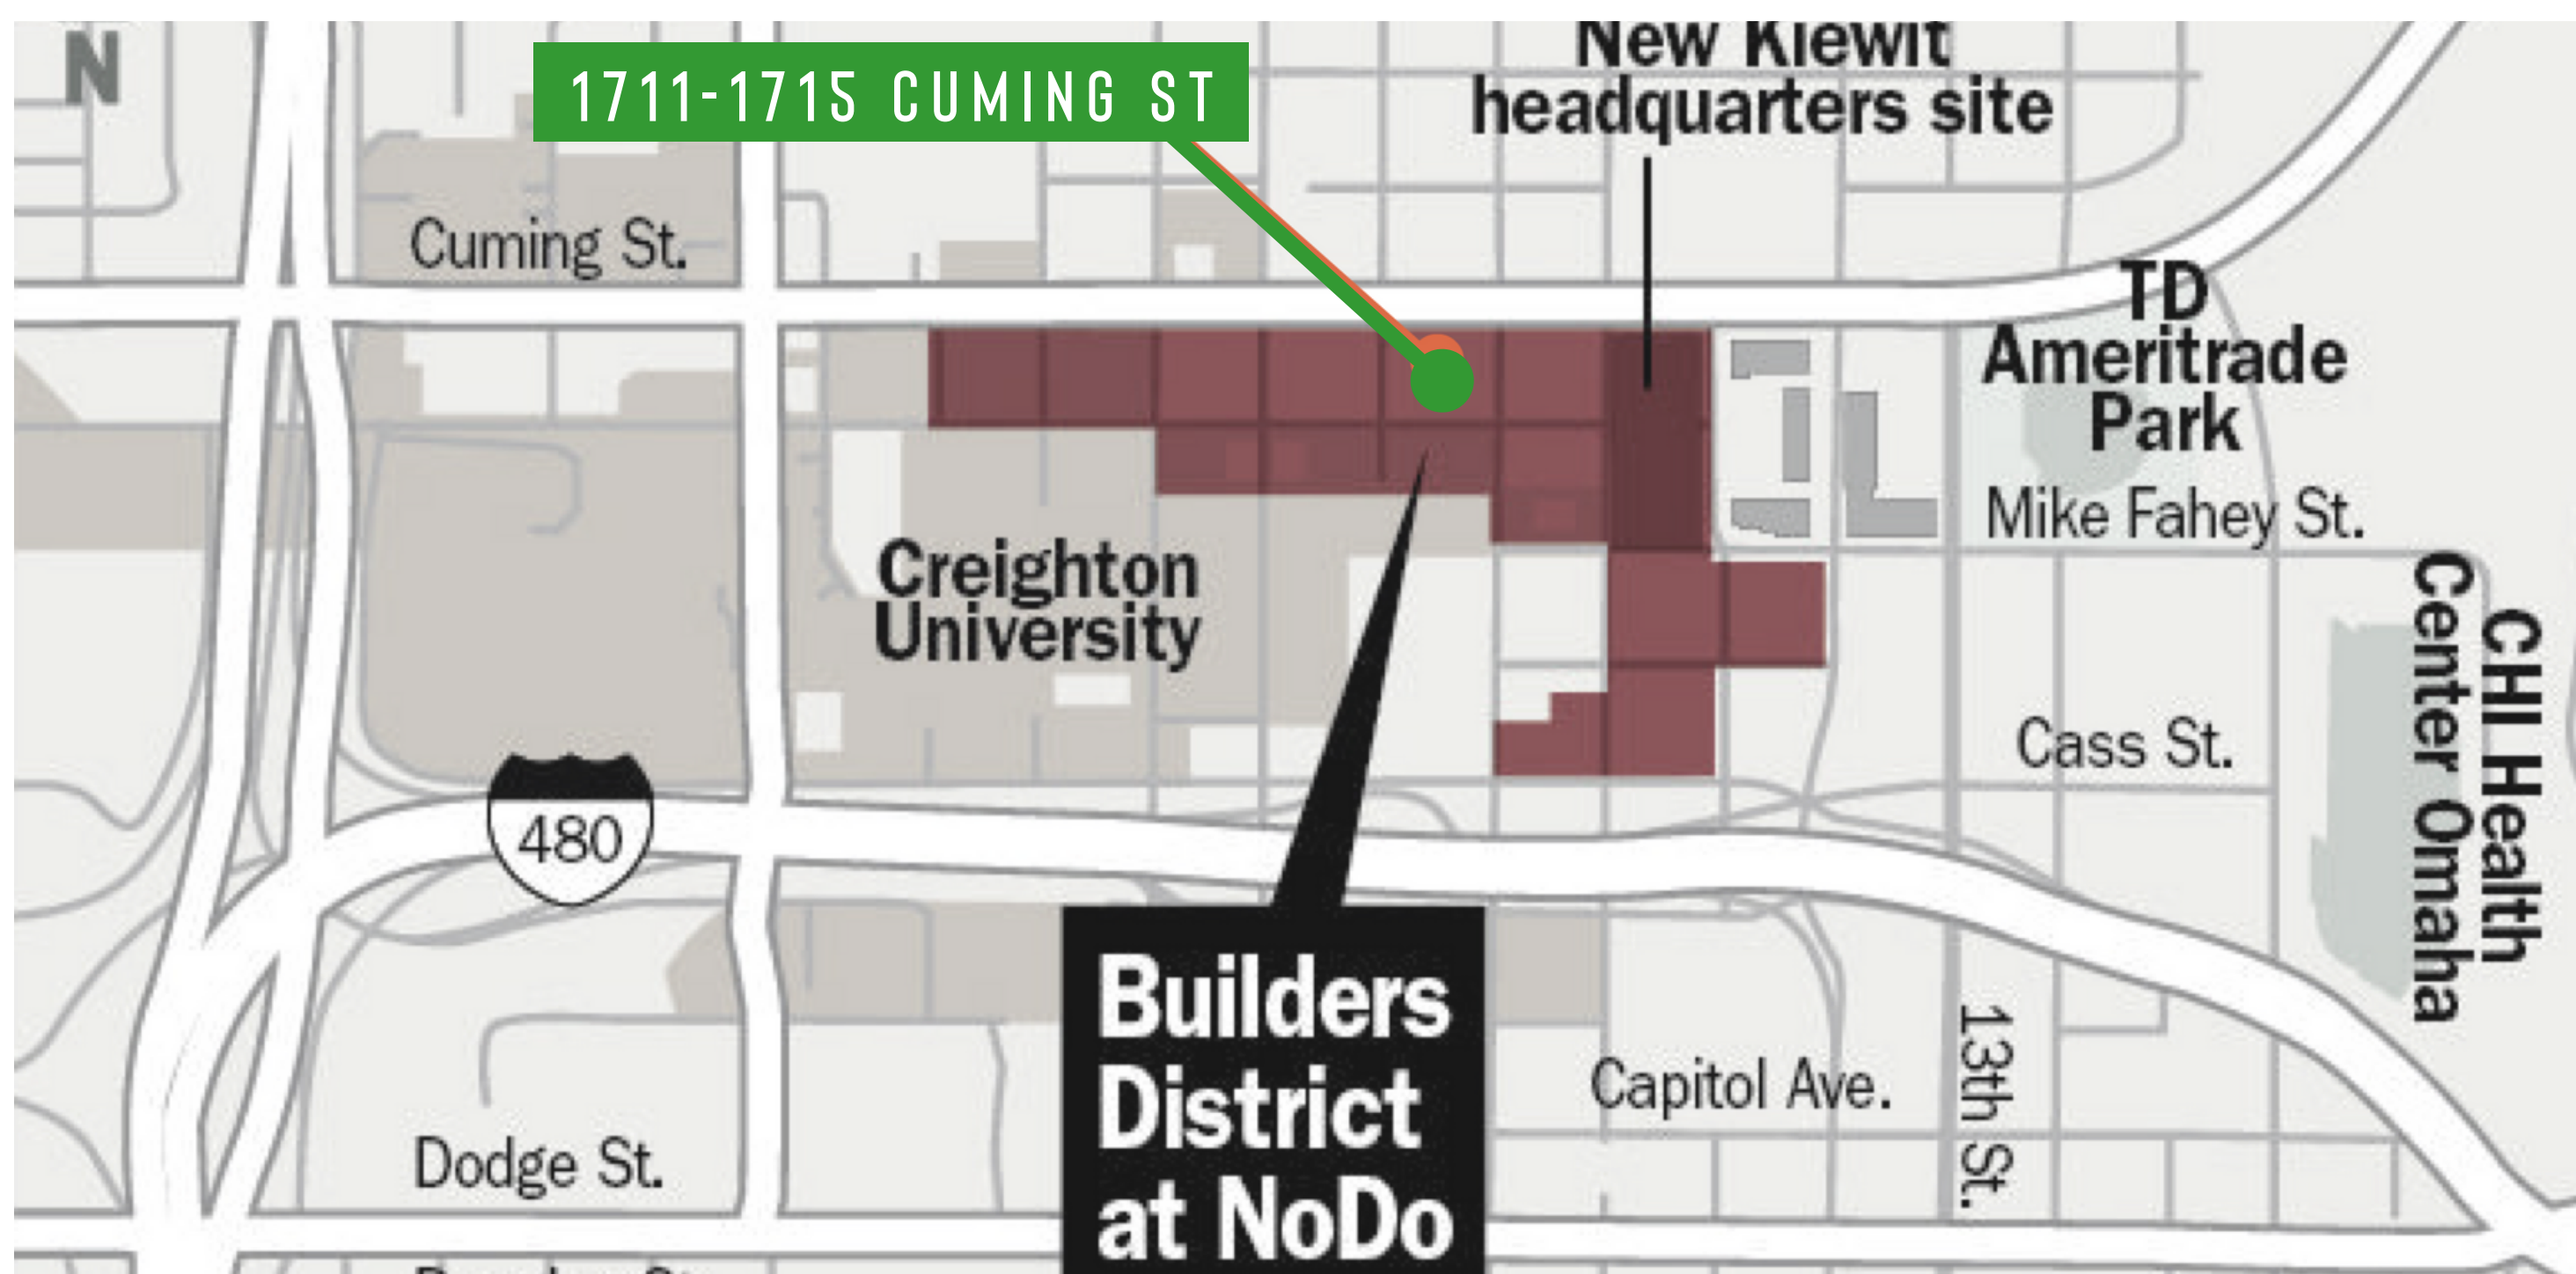 N
1711-1715 CUMING ST
New Kiewit
headquarters site
Cuming St.
TD
Ameritrade
Park
Mike Fahey St.
Creighton
University
CHI Health
Center Omaha
Cass St.
480
Builders
District
at NoDo
Capitol Ave.
13th St.
Dodge St.